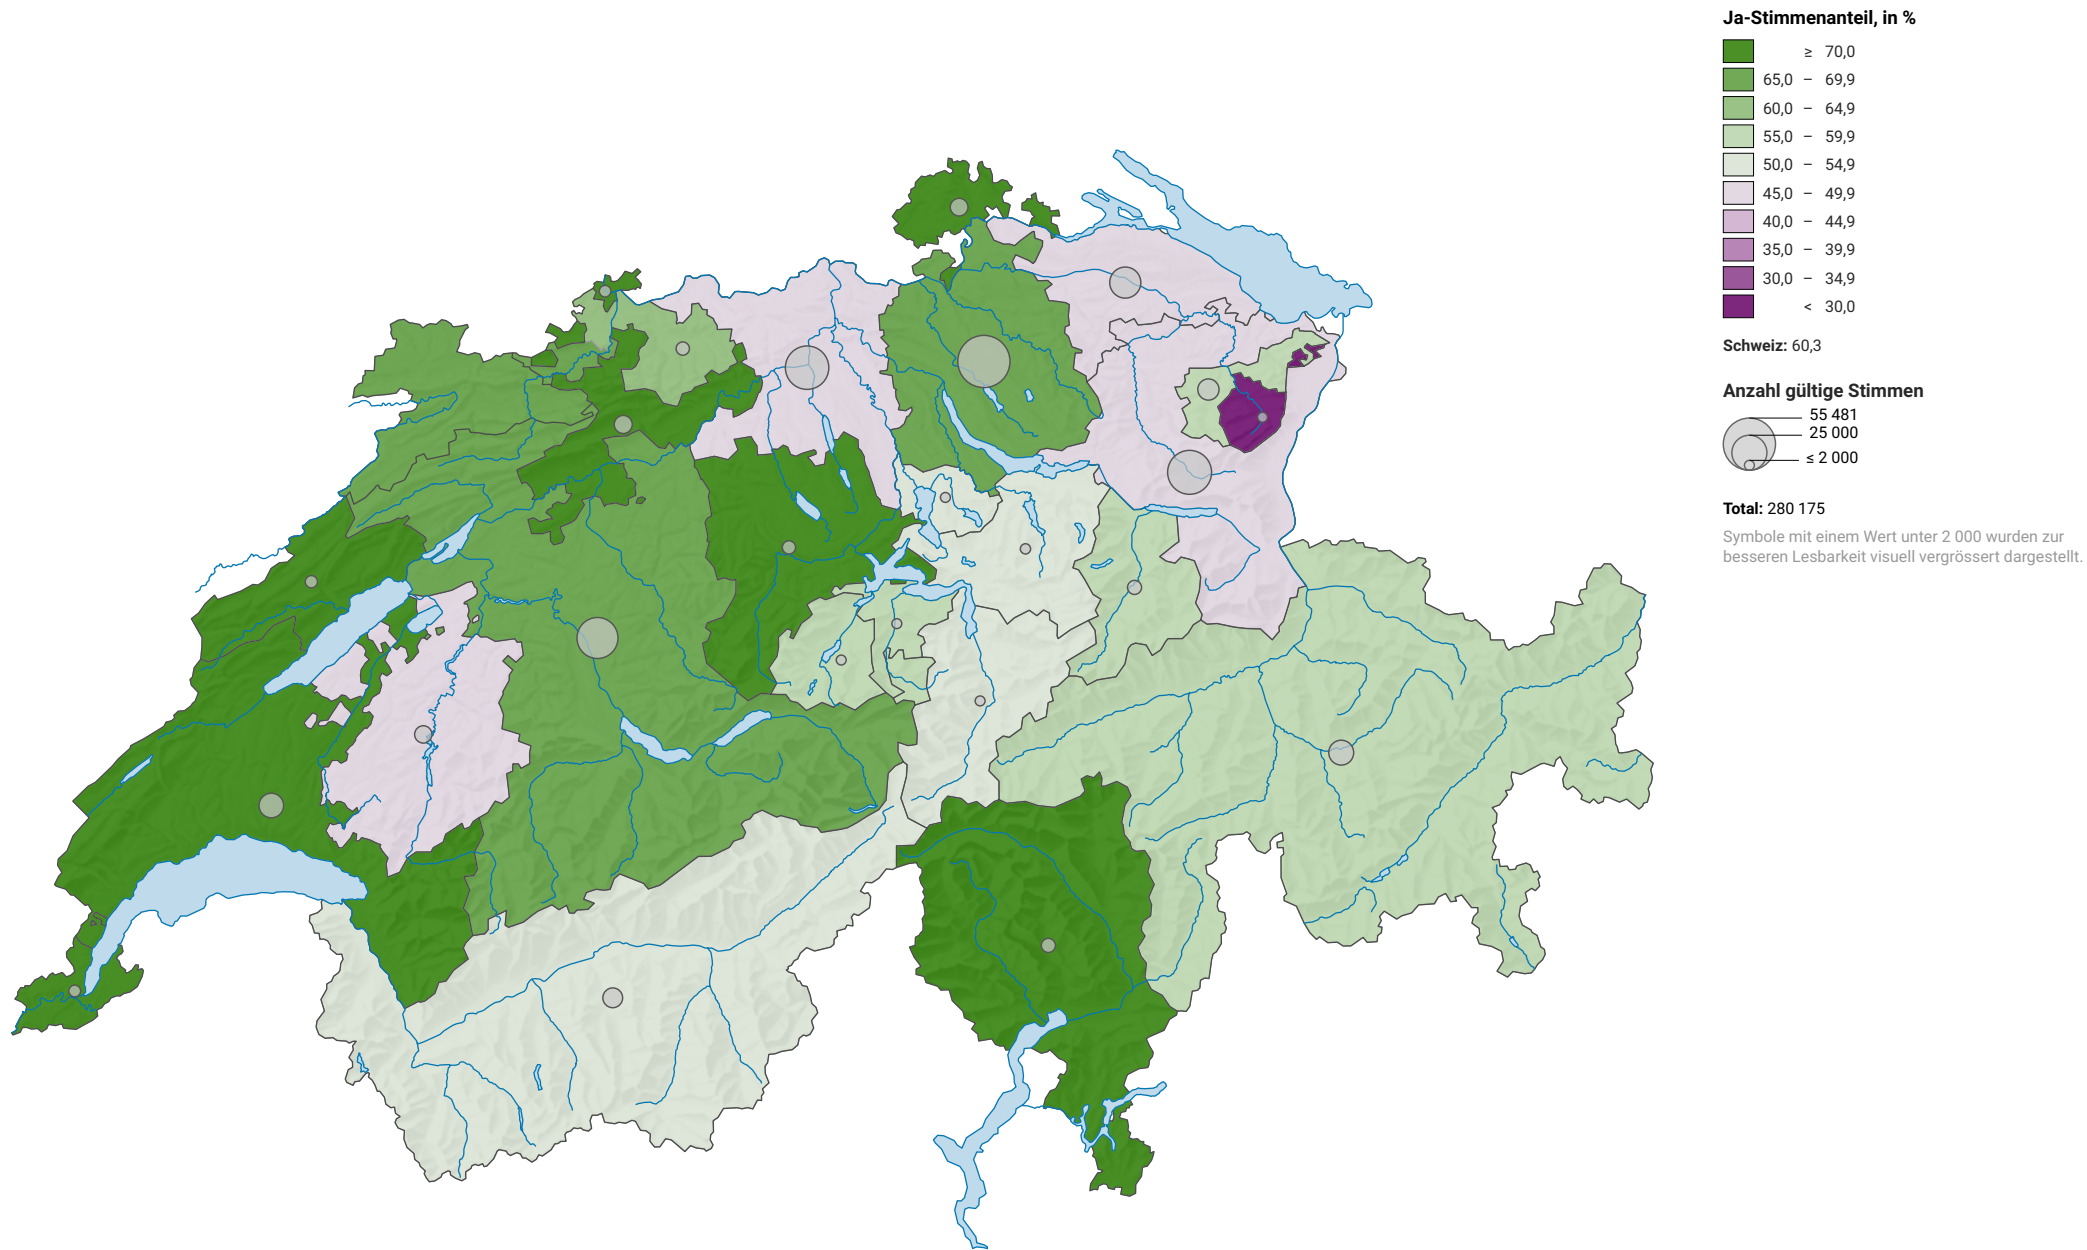 Ja-Stimmenanteil, in %
≥ 70,0
65,0 – 69,9
60,0 – 64,9
55,0 – 59,9
50,0 – 54,9
45,0 – 49,9
40,0 – 44,9
35,0 – 39,9
30,0 – 34,9
< 30,0
Schweiz: 60,3
Anzahl gültige Stimmen
55 481
25 000
≤ 2 000
Total: 280 175
Symbole mit einem Wert unter 2 000 wurden zur
besseren Lesbarkeit visuell vergrössert dargestellt.